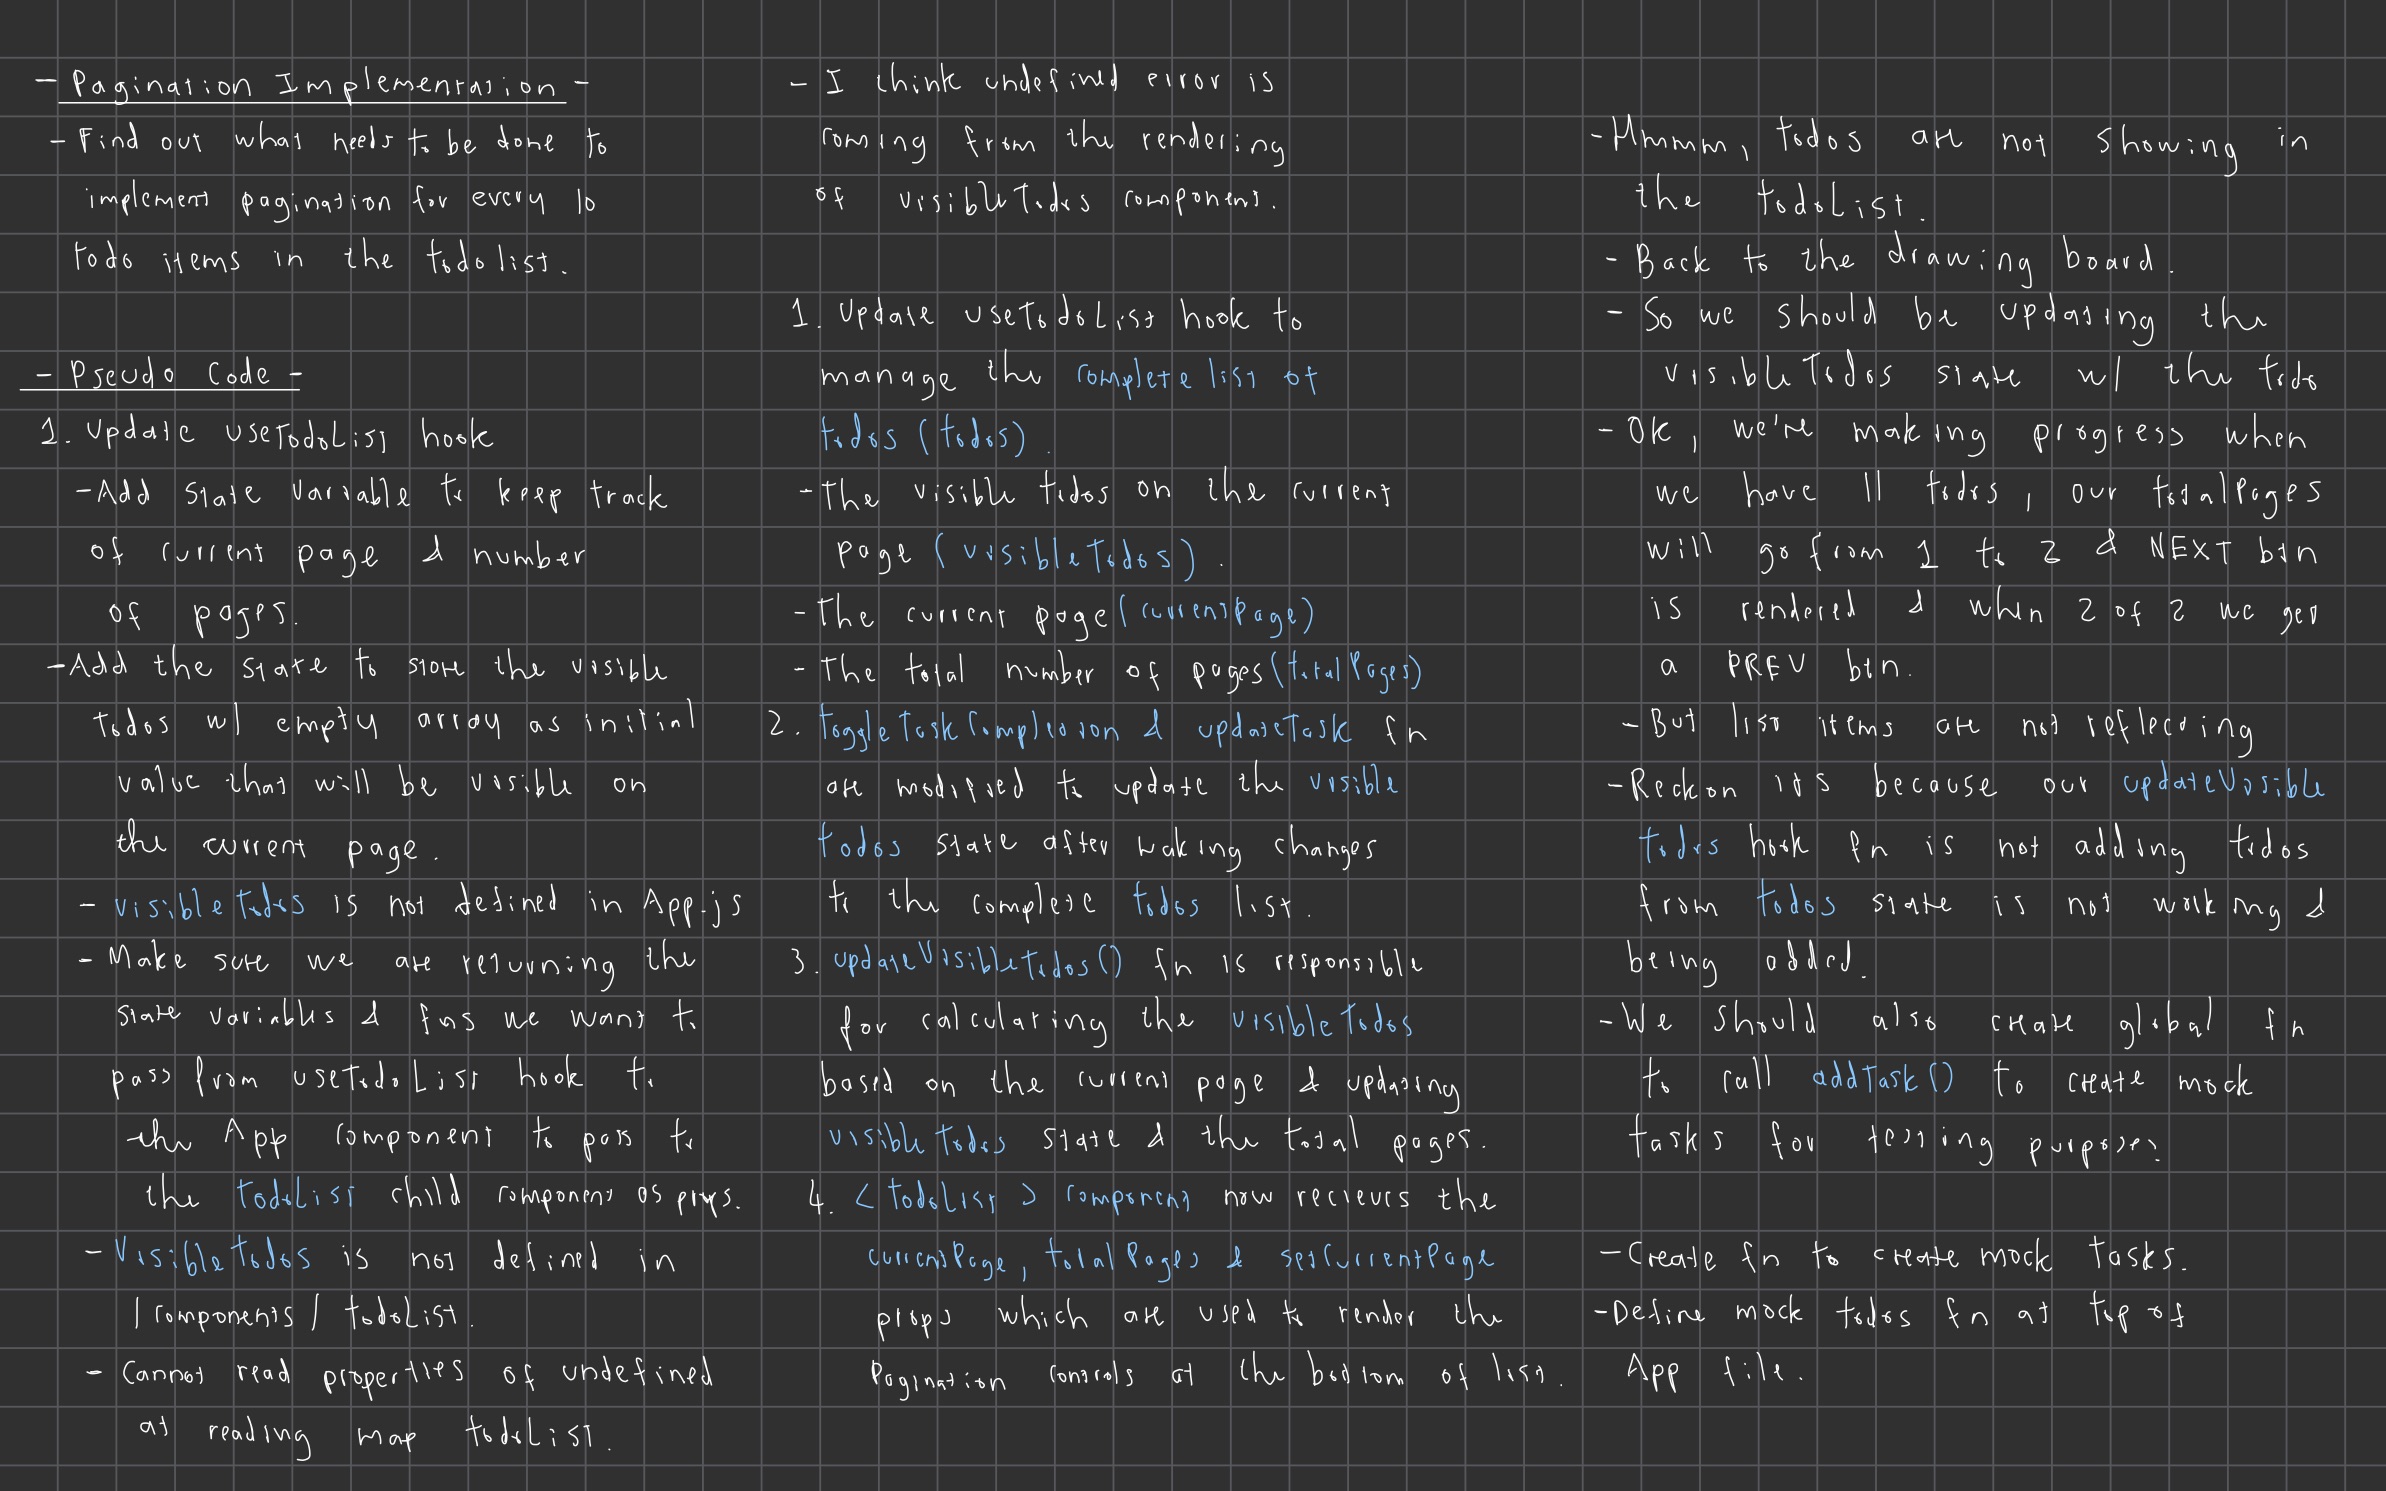 - Pagination Implementation -
- Find out what needs to be done to
implement pagination for every 10
todo items in the todolist.
- Pseudo Code -
1. Update useTodoList hook
- Add state variable to keep track
of current page & number
of pages.
- Add the state to store the visible
todos w/ empty array as initial
value that will be visible on
the current page.
- visibleTodos is not defined in App.js
- Make sure we are returning the
state variables & fns we want to
pass from useTodoList hook to
the App component to pass to
the TodoList child component as props.
- VisibleTodos is not defined in
/components/todoList.
- Cannot read properties of undefined
at reading map todoList.
- I think undefined error is
coming from the rendering
of visibleTodos component.
1. Update useTodoList hook to
manage the complete list of
todos (todos).
- The visible todos on the current
page (visibleTodos).
- The current page (currentPage)
- The total number of pages (totalPages)
2. toggleTaskCompletion & updateTask fn
are modified to update the visible
todos state after making changes
to the complete todos list.
3. updateVisibleTodos() fn is responsible
for calculating the visibleTodos
based on the current page & updating
visibleTodos state & the total pages.
4. <TodoList> component now recieves the
currentPage, totalPages & setCurrentPage
props which are used to render the
Pagination controls at the bottom of list.
- Hmmm, todos are not showing in
the todoList.
- Back to the drawing board.
- So we should be updating the
visibleTodos state w/ the todo
- Ok, we're making progress when
we have 11 todos, our totalPages
will go from 1 to 2 & NEXT btn
is rendered & when 2 of 2 we get
a PREV btn.
- But list items are not reflecting
- Reckon its because our updateVisible
todos hook fn is not adding todos
from todos state is not working &
being added.
- We should also create global fn
to call addTask() to create mock
tasks for testing purposes
- Create fn to create mock tasks.
- Define mock todos fn at top of
App file.